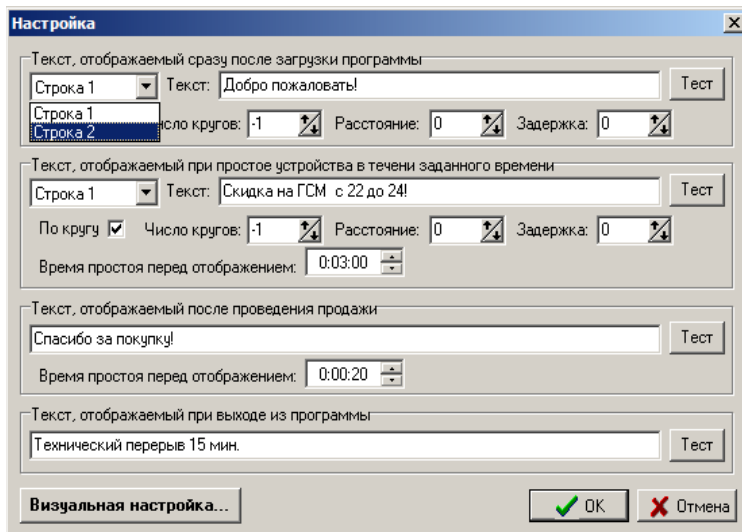 Настройка
Текст, отображаемый сразу после загрузки программы
Строка 1 Текст: Добро пожаловать! Тест
Строка 1
Строка 2
кругов: -1 Расстояние: 0 Задержка: 0
Текст, отображаемый при простое устройства в течени заданного времени
Строка 1 Текст: Скидка на ГСМ с 22 до 24! Тест
По кругу Число кругов: -1 Расстояние: 0 Задержка: 0
Время простоя перед отображением: 0:03:00
Текст, отображаемый после проведения продажи
Спасибо за покупку! Тест
Время простоя перед отображением: 0:00:20
Текст, отображаемый при выходе из программы
Технический перерыв 15 мин. Тест
Визуальная настройка... OK Отмена